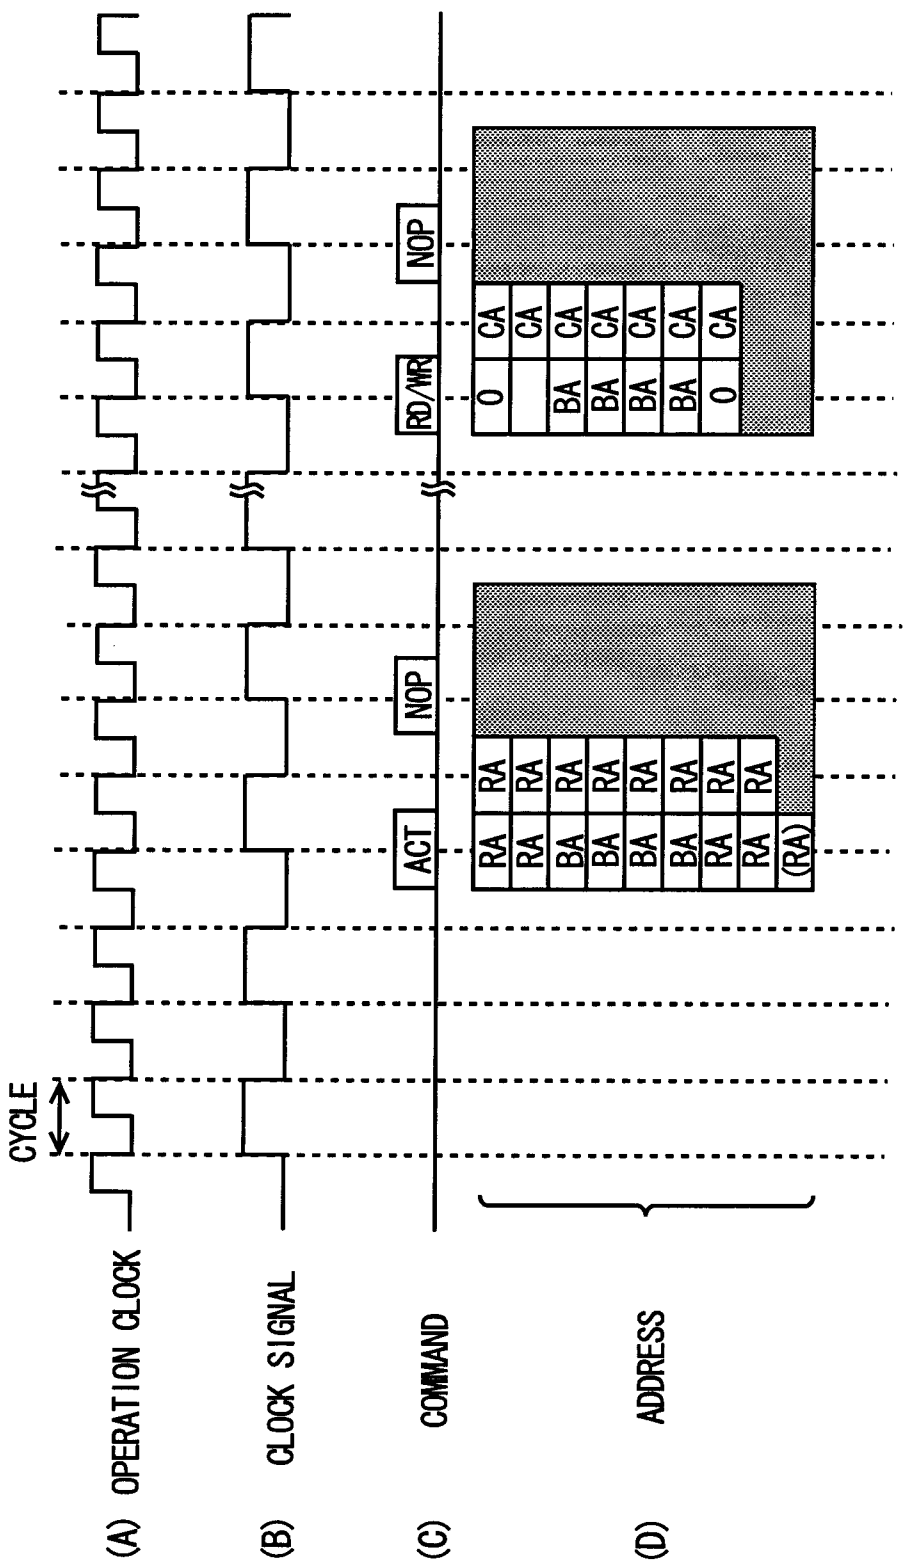 CYCLE
(A) OPERATION CLOCK
(B) CLOCK SIGNAL
(C) COMMAND
ACT NOP RD/WR NOP
(D) ADDRESS
RA RA 0 CA
RA RA CA
BA RA BA CA
BA RA BA CA
BA RA BA CA
BA RA BA CA
RA RA 0 CA
RA RA
(RA)